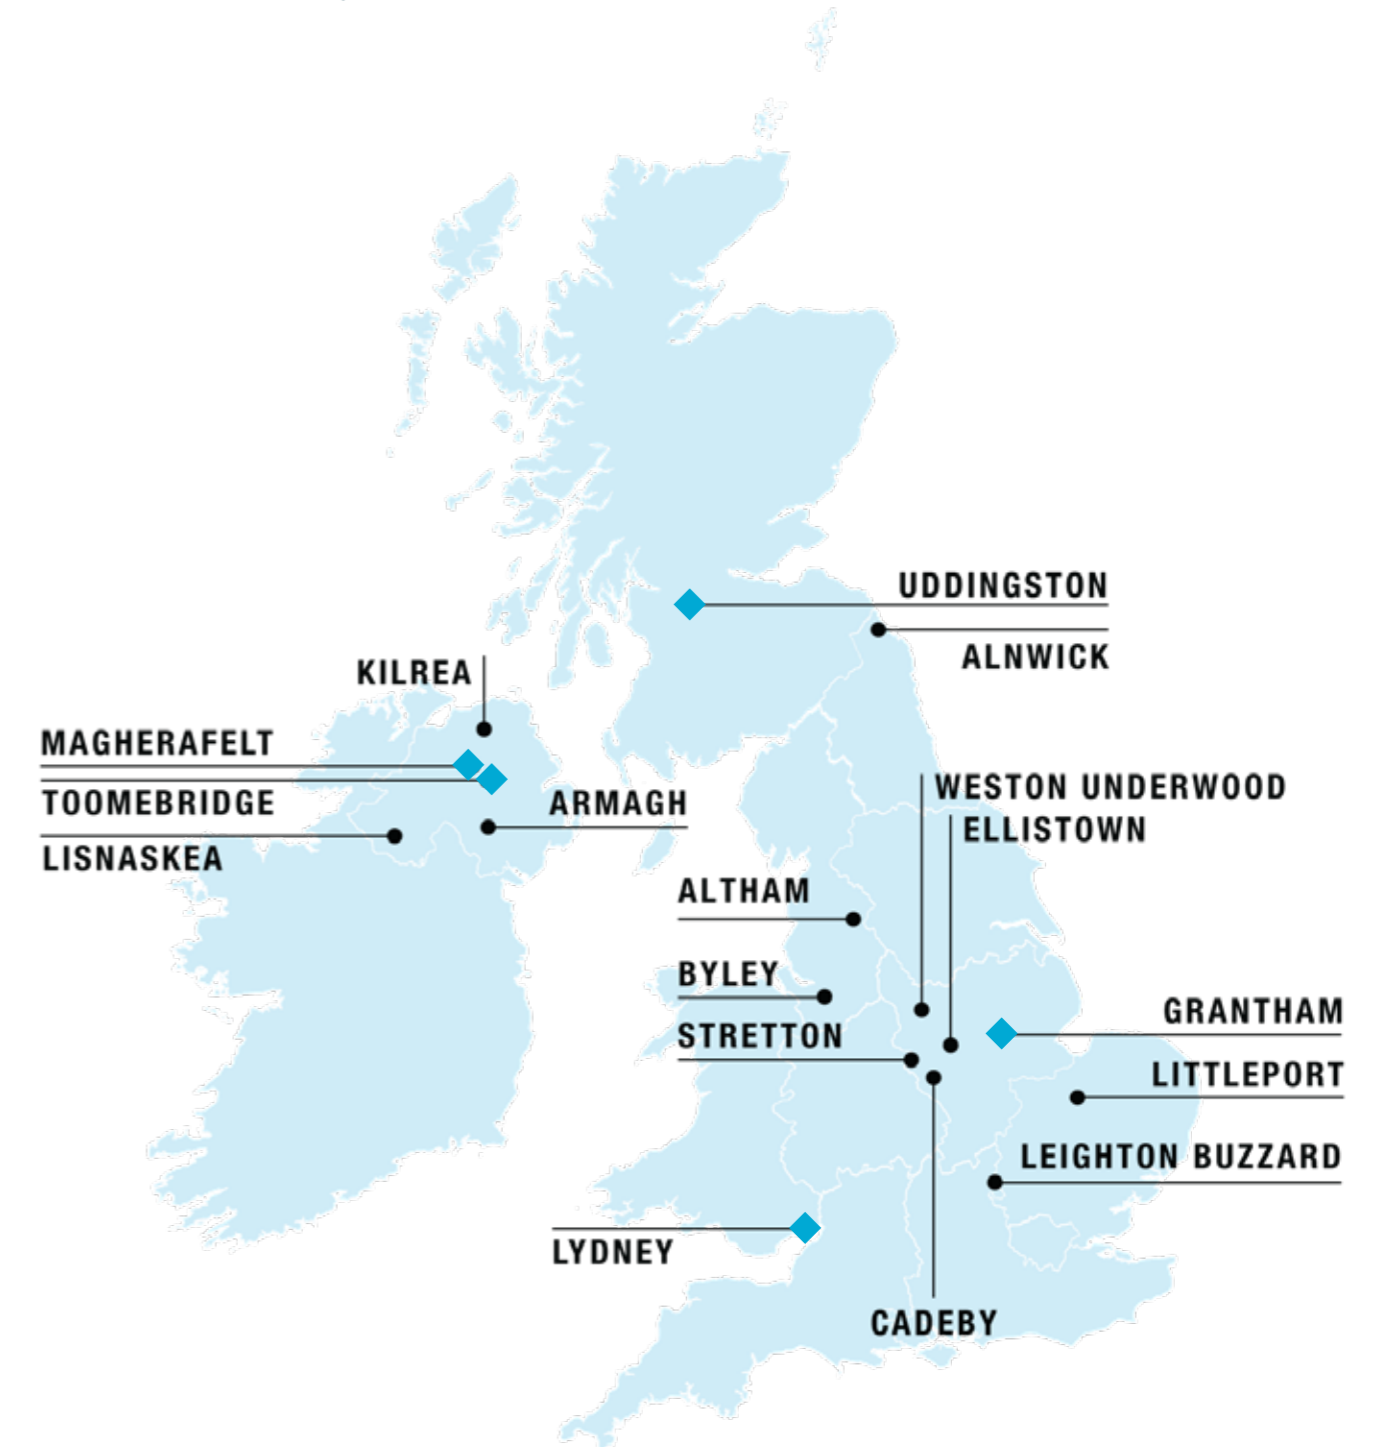 UDDINGSTON
ALNWICK
KILREA
MAGHERAFELT
TOOMEBRIDGE
ARMAGH
LISNASKEA
WESTON UNDERWOOD
ELLISTOWN
ALTHAM
BYLEY
STRETTON
GRANTHAM
LITTLEPORT
LEIGHTON BUZZARD
LYDNEY
CADEBY